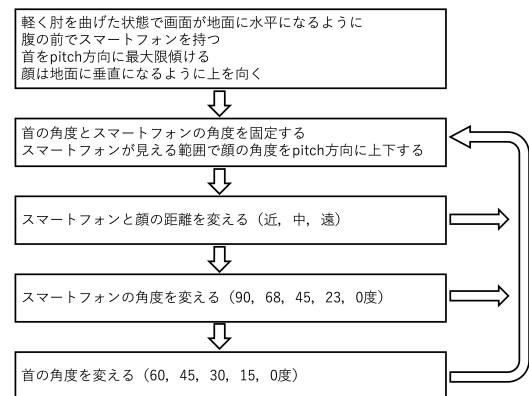 軽く肘を曲げた状態で画面が地面に水平になるように
腹の前でスマートフォンを持つ
首をpitch方向に最大限傾ける
顔は地面に垂直になるように上を向く
首の角度とスマートフォンの角度を固定する
スマートフォンが見える範囲で顔の角度をpitch方向に上下する
スマートフォンと顔の距離を変える（近，中，遠）
スマートフォンの角度を変える（90，68，45，23，0度）
首の角度を変える（60，45，30，15，0度）